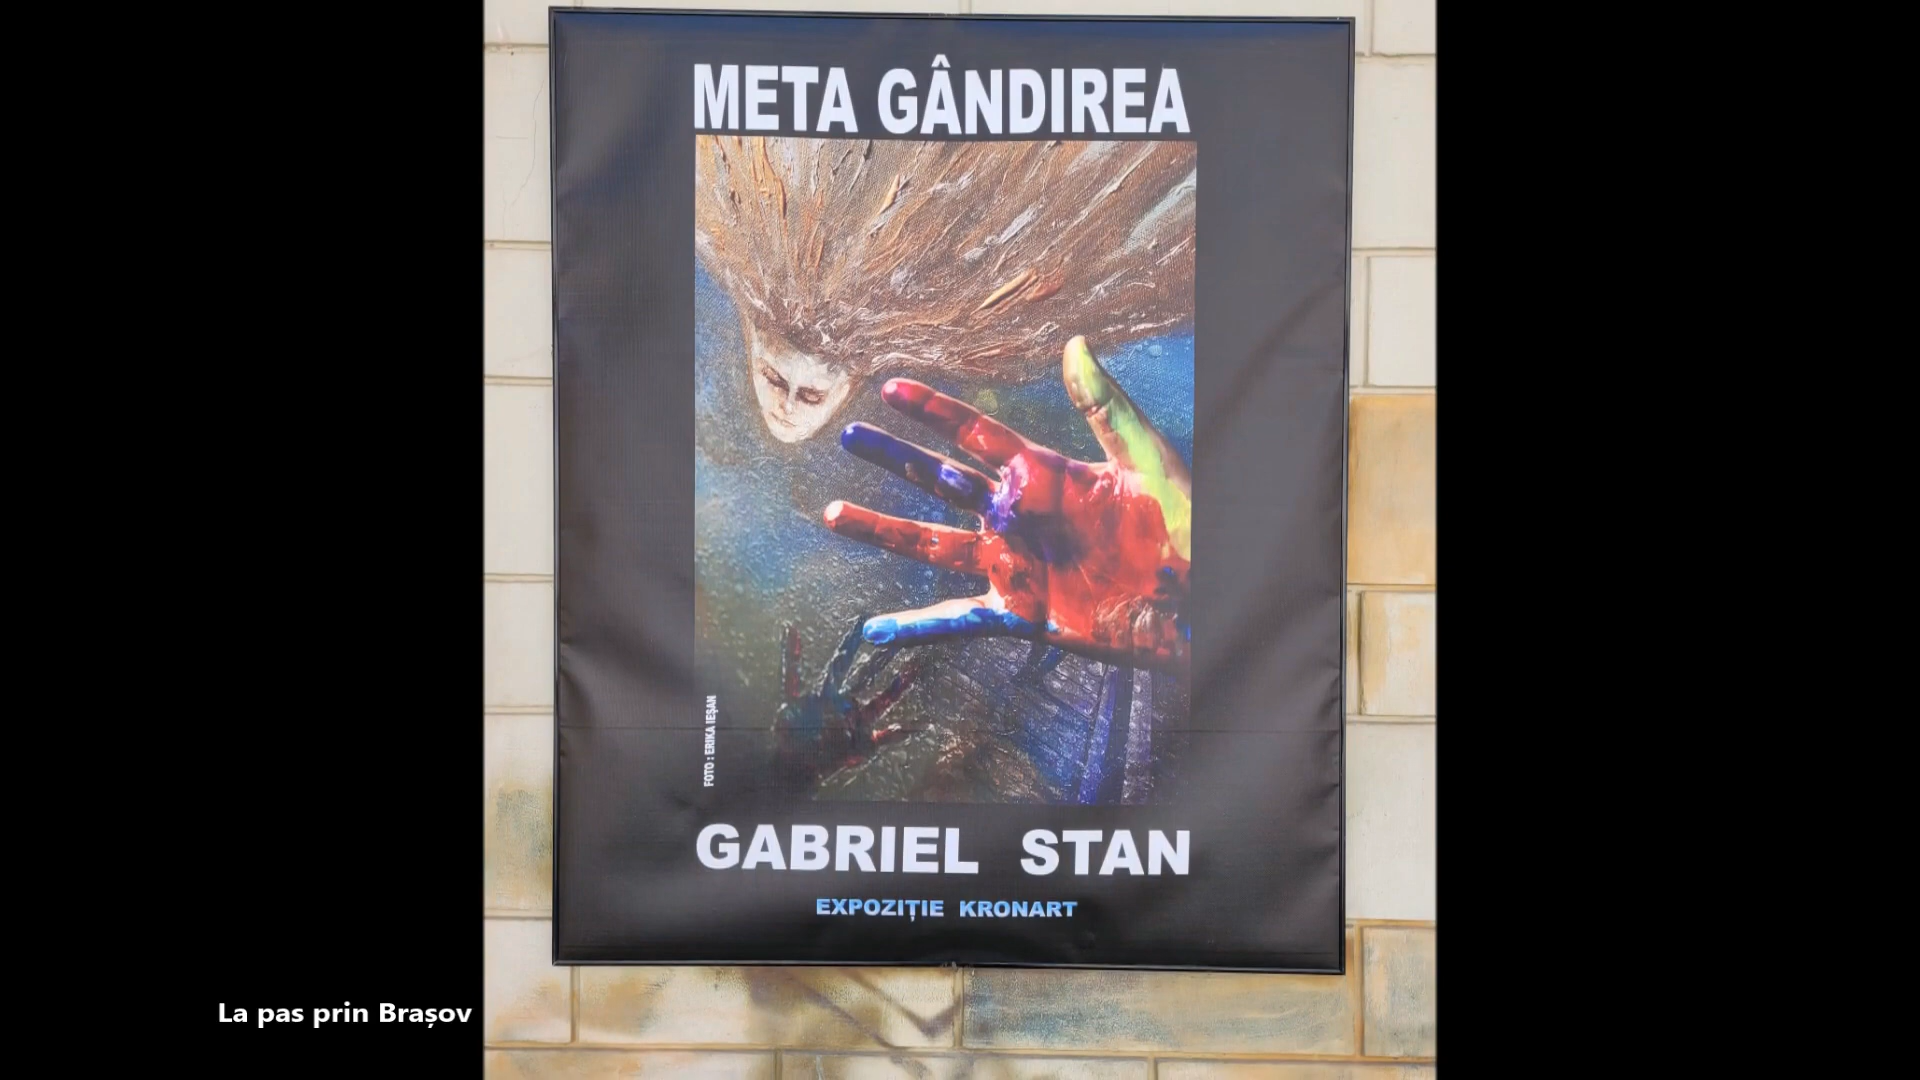 META GÂNDIREA
FOTO : ERIKA IEȘAN
GABRIEL STAN
EXPOZIȚIE KRONART
La pas prin Brașov